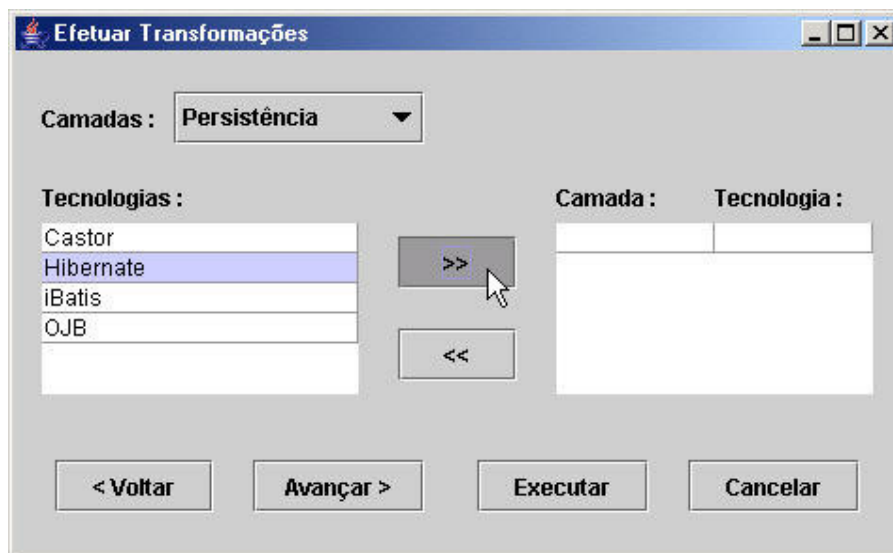 Efetuar Transformações
Camadas : Persistência
Tecnologias :
Castor
Hibernate
iBatis
OJB
>>
<<
Camada : Tecnologia :
< Voltar Avançar > Executar Cancelar